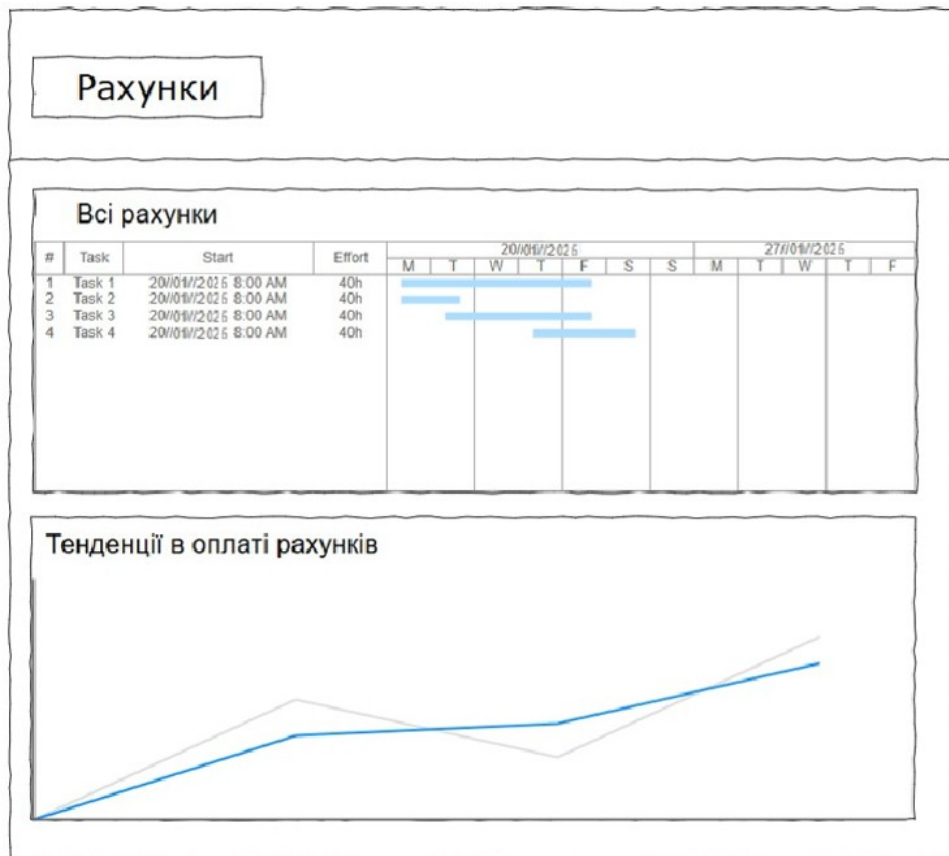 Рахунки
Всі рахунки
# Task Start Effort 20//01//2025 27//01//2025
M T W T F S S M T W T F
1 Task 1 20//01//2025 8:00 AM 40h
2 Task 2 20//01//2025 8:00 AM 40h
3 Task 3 20//01//2025 8:00 AM 40h
4 Task 4 20//01//2025 8:00 AM 40h
Тенденції в оплаті рахунків